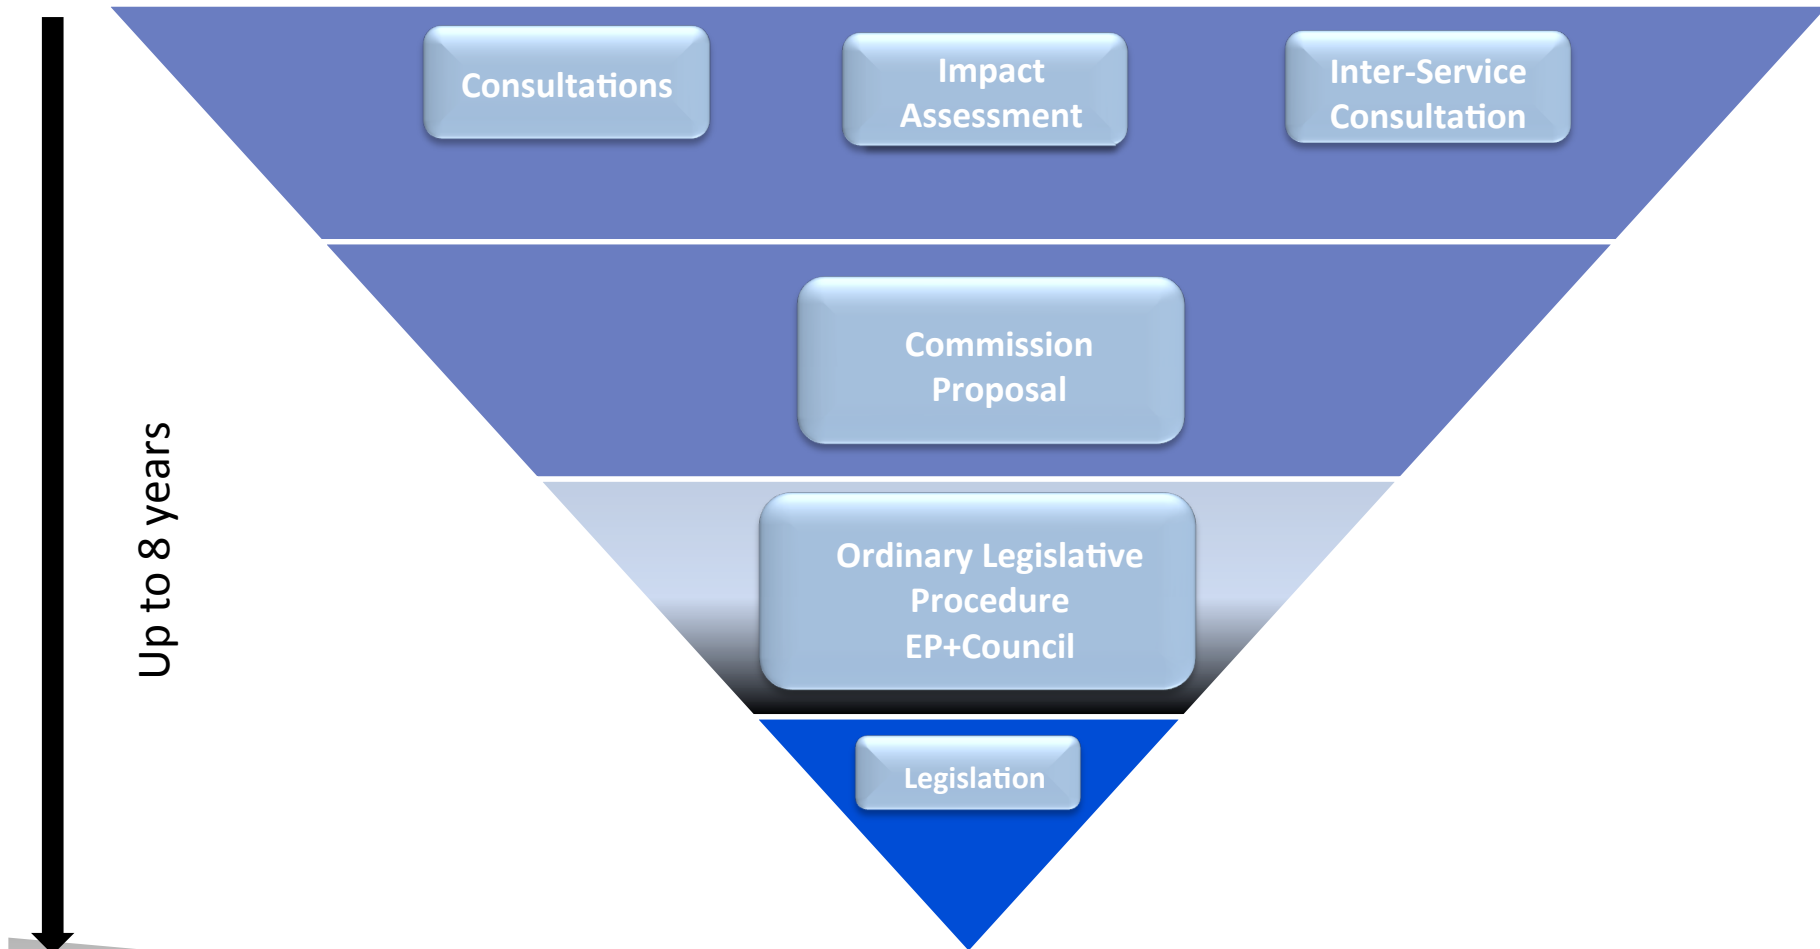 Consultations
Impact
Assessment
Inter-Service
Consultation
Commission
Proposal
Up to 8 years
Ordinary Legislative
Procedure
EP+Council
Legislation